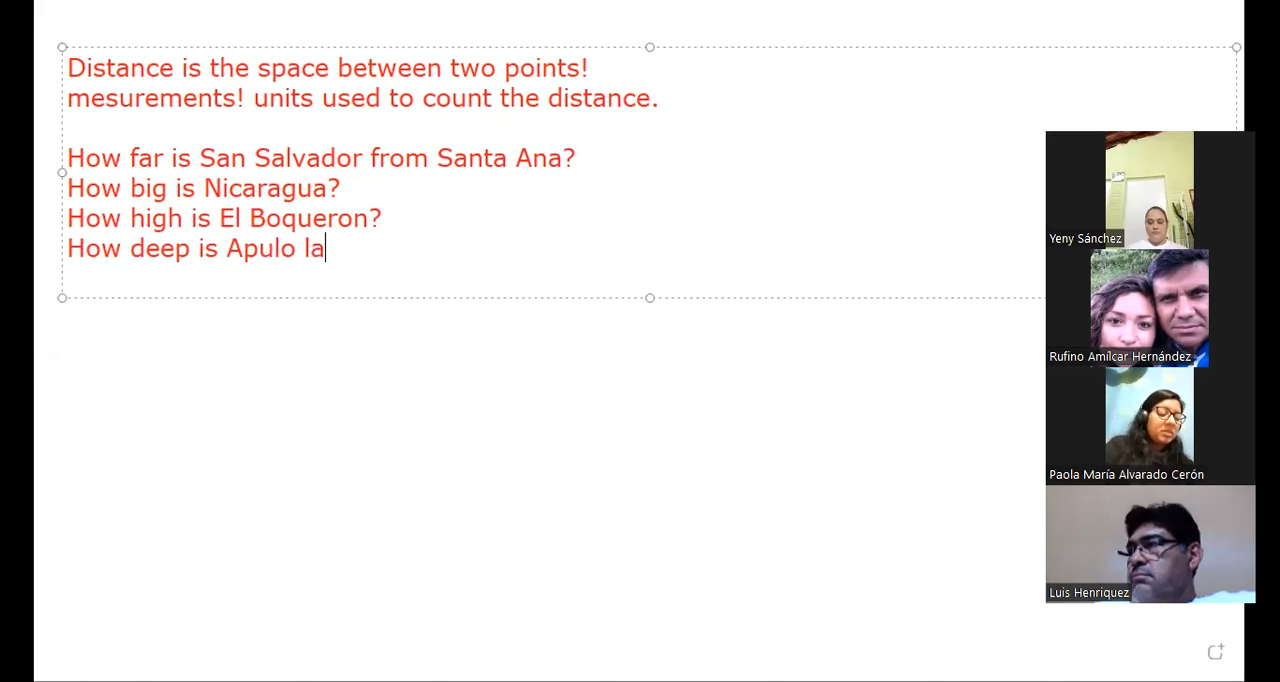 Distance is the space between two points!
mesurements! units used to count the distance.
How far is San Salvador from Santa Ana?
How big is Nicaragua?
How high is El Boqueron?
How deep is Apulo la
Yeny Sánchez
Rufino Amílcar Hernández
Paola María Alvarado Cerón
Luis Henriquez